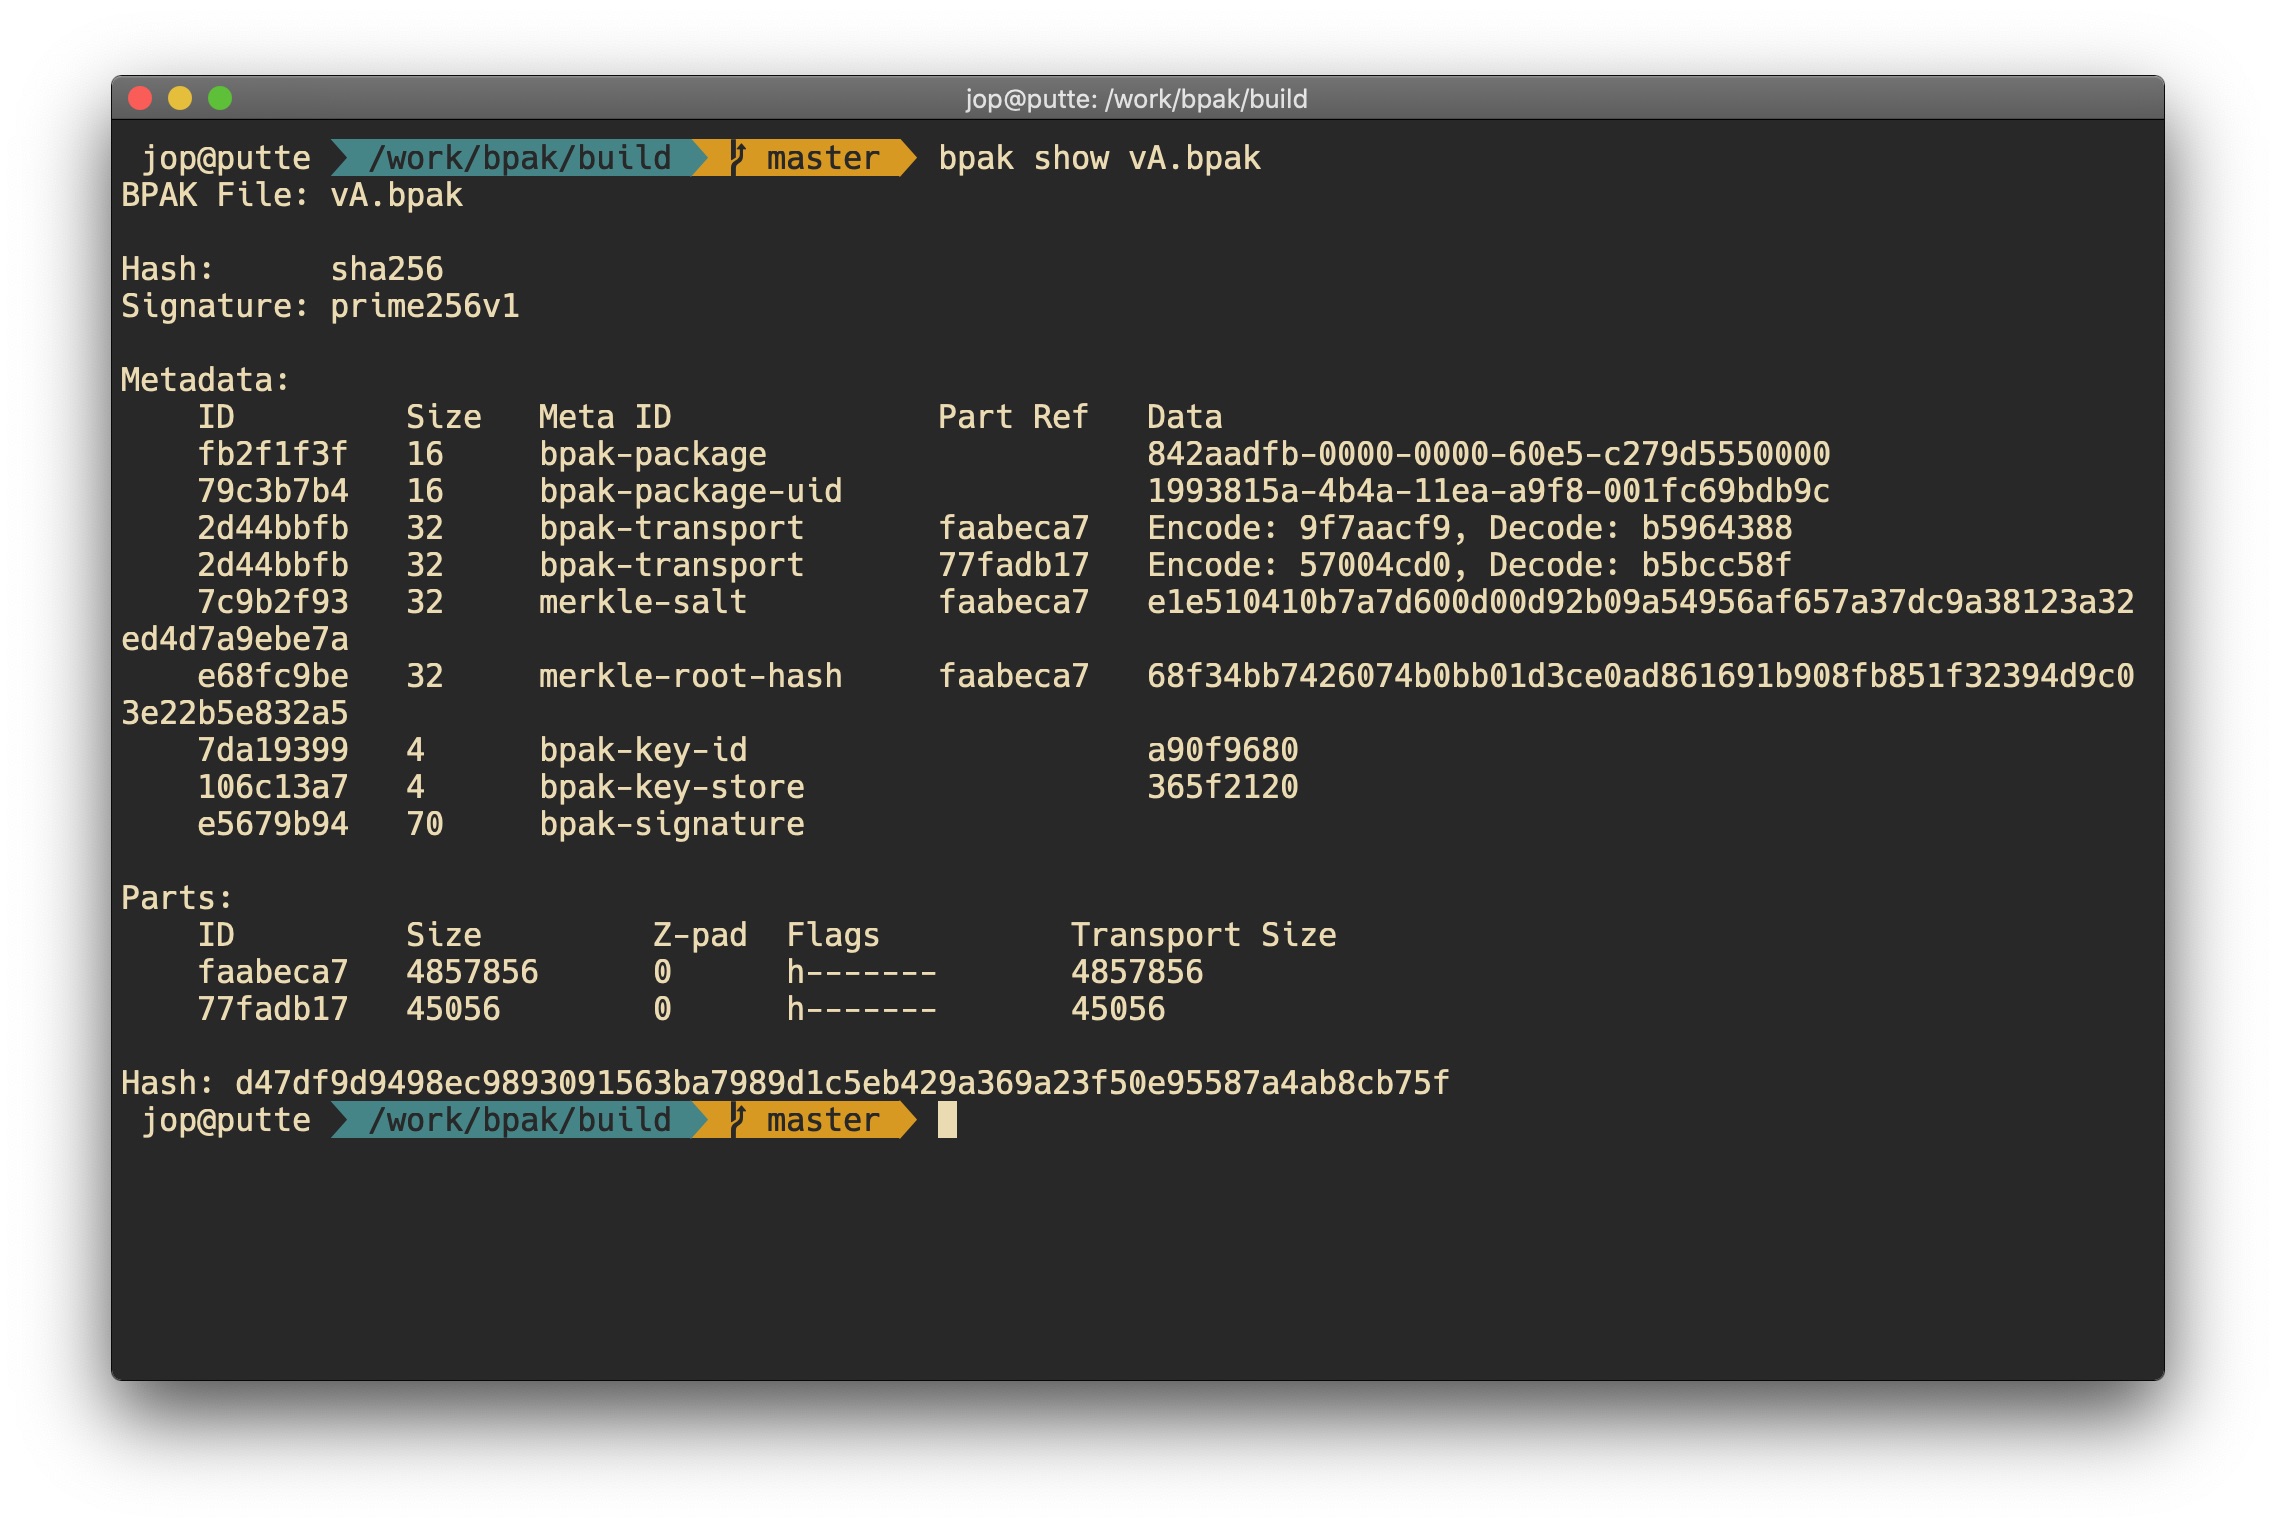 jop@putte: /work/bpak/build
jop@putte /work/bpak/build master bpak show vA.bpak
BPAK File: vA.bpak
Hash: sha256
Signature: prime256v1
Metadata:
ID Size Meta ID Part Ref Data
fb2f1f3f 16 bpak-package 842aadfb-0000-0000-60e5-c279d5550000
79c3b7b4 16 bpak-package-uid 1993815a-4b4a-11ea-a9f8-001fc69bdb9c
2d44bbfb 32 bpak-transport faabeca7 Encode: 9f7aacf9, Decode: b5964388
2d44bbfb 32 bpak-transport 77fadb17 Encode: 57004cd0, Decode: b5bcc58f
7c9b2f93 32 merkle-salt faabeca7 e1e510410b7a7d600d00d92b09a54956af657a37dc9a38123a32
ed4d7a9ebe7a
e68fc9be 32 merkle-root-hash faabeca7 68f34bb7426074b0bb01d3ce0ad861691b908fb851f32394d9c0
3e22b5e832a5
7da19399 4 bpak-key-id a90f9680
106c13a7 4 bpak-key-store 365f2120
e5679b94 70 bpak-signature
Parts:
ID Size Z-pad Flags Transport Size
faabeca7 4857856 0 h------- 4857856
77fadb17 45056 0 h------- 45056
Hash: d47df9d9498ec9893091563ba7989d1c5eb429a369a23f50e95587a4ab8cb75f
jop@putte /work/bpak/build master